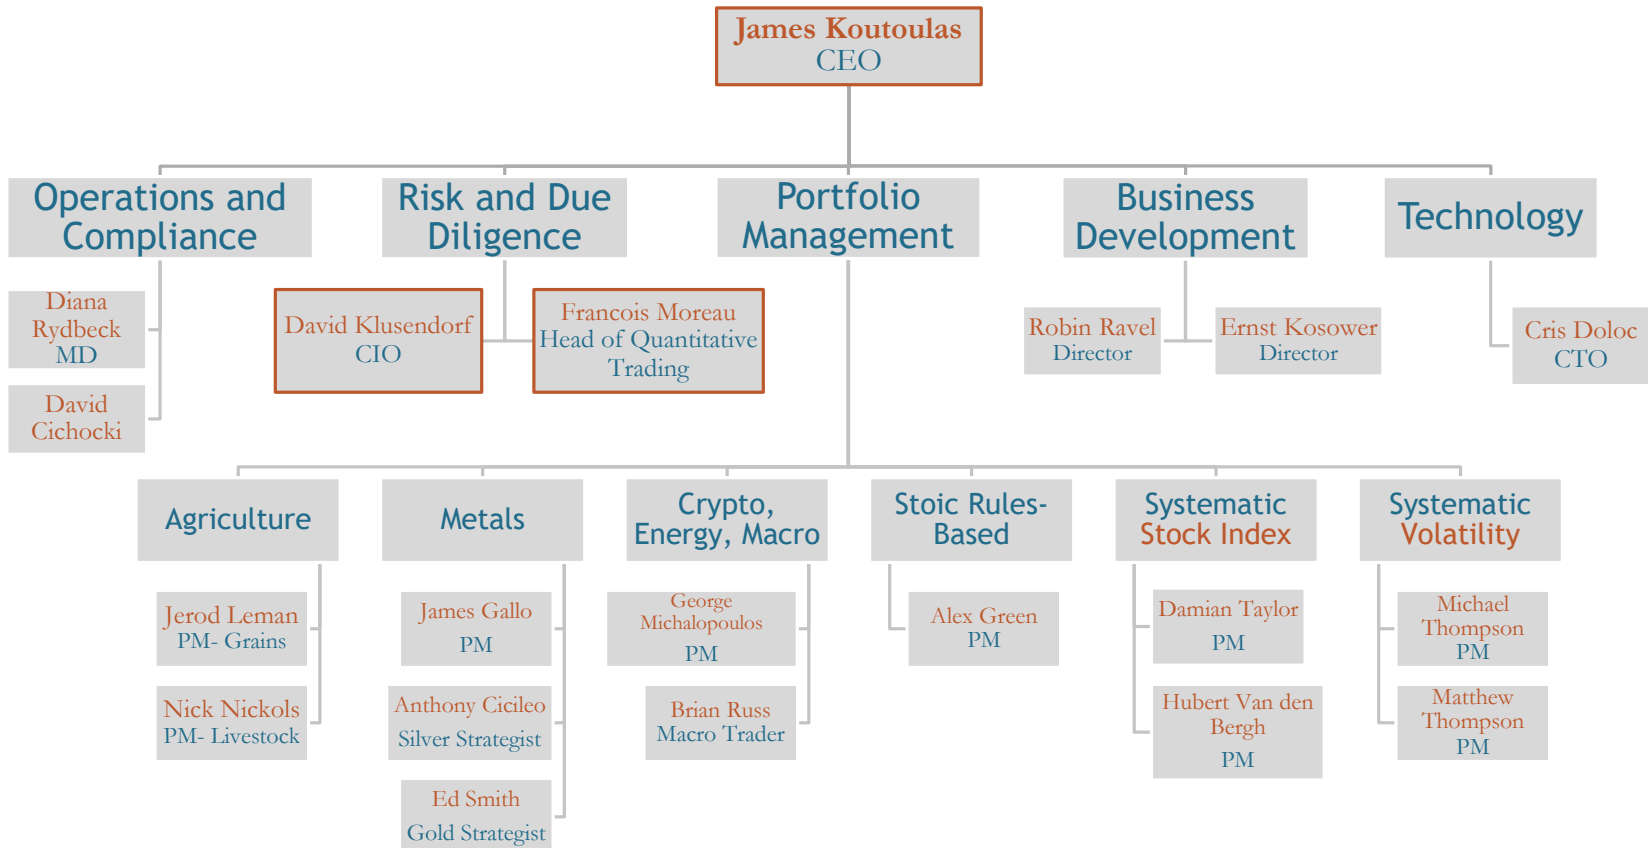 James Koutoulas
CEO
Operations and
Compliance
Risk and Due
Diligence
Portfolio
Management
Business
Development
Technology
Diana
Rydbeck
MD
David
Cichocki
David Klusendorf
CIO
Francois Moreau
Head of Quantitative
Trading
Robin Ravel
Director
Ernst Kosower
Director
Cris Doloc
CTO
Agriculture
Metals
Crypto,
Energy, Macro
Stoic Rules-
Based
Systematic
Stock Index
Systematic
Volatility
Jerod Leman
PM- Grains
Nick Nickols
PM- Livestock
James Gallo
PM
Anthony Cicileo
Silver Strategist
Ed Smith
Gold Strategist
George
Michalopoulos
PM
Brian Russ
Macro Trader
Alex Green
PM
Damian Taylor
PM
Hubert Van den
Bergh
PM
Michael
Thompson
PM
Matthew
Thompson
PM